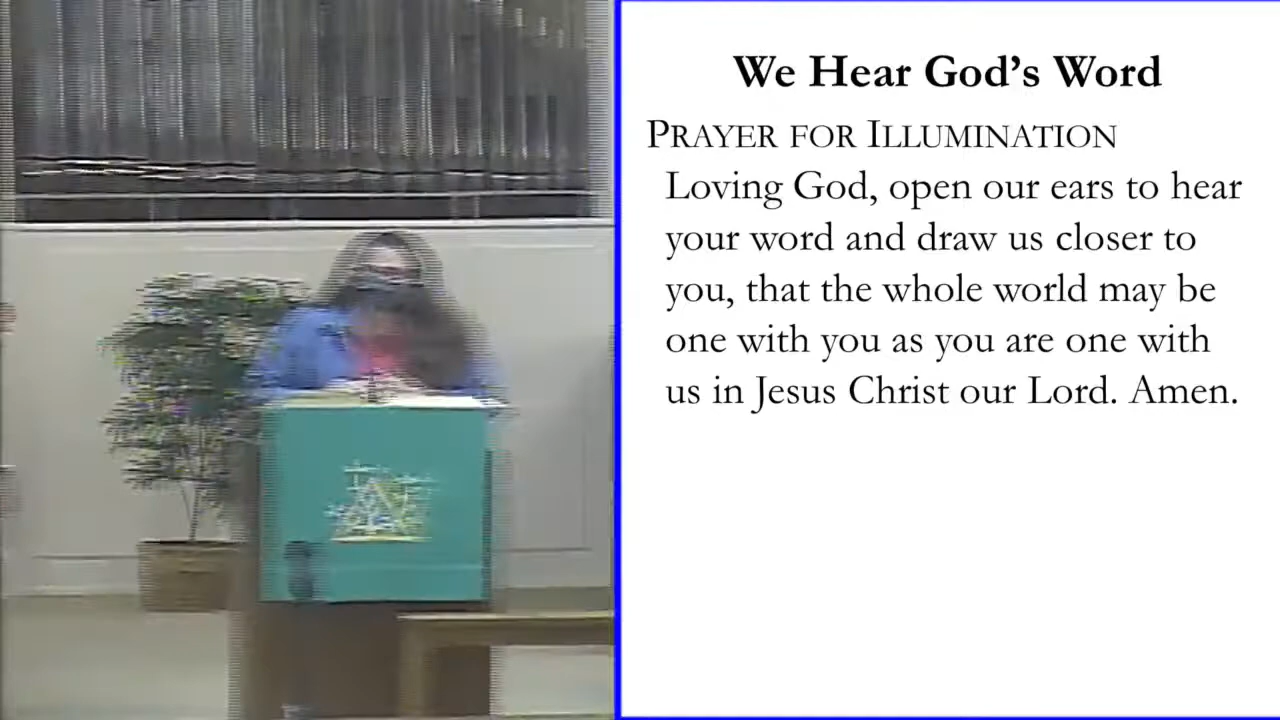 We Hear God’s Word
PRAYER FOR ILLUMINATION
Loving God, open our ears to hear
your word and draw us closer to
you, that the whole world may be
one with you as you are one with
us in Jesus Christ our Lord. Amen.